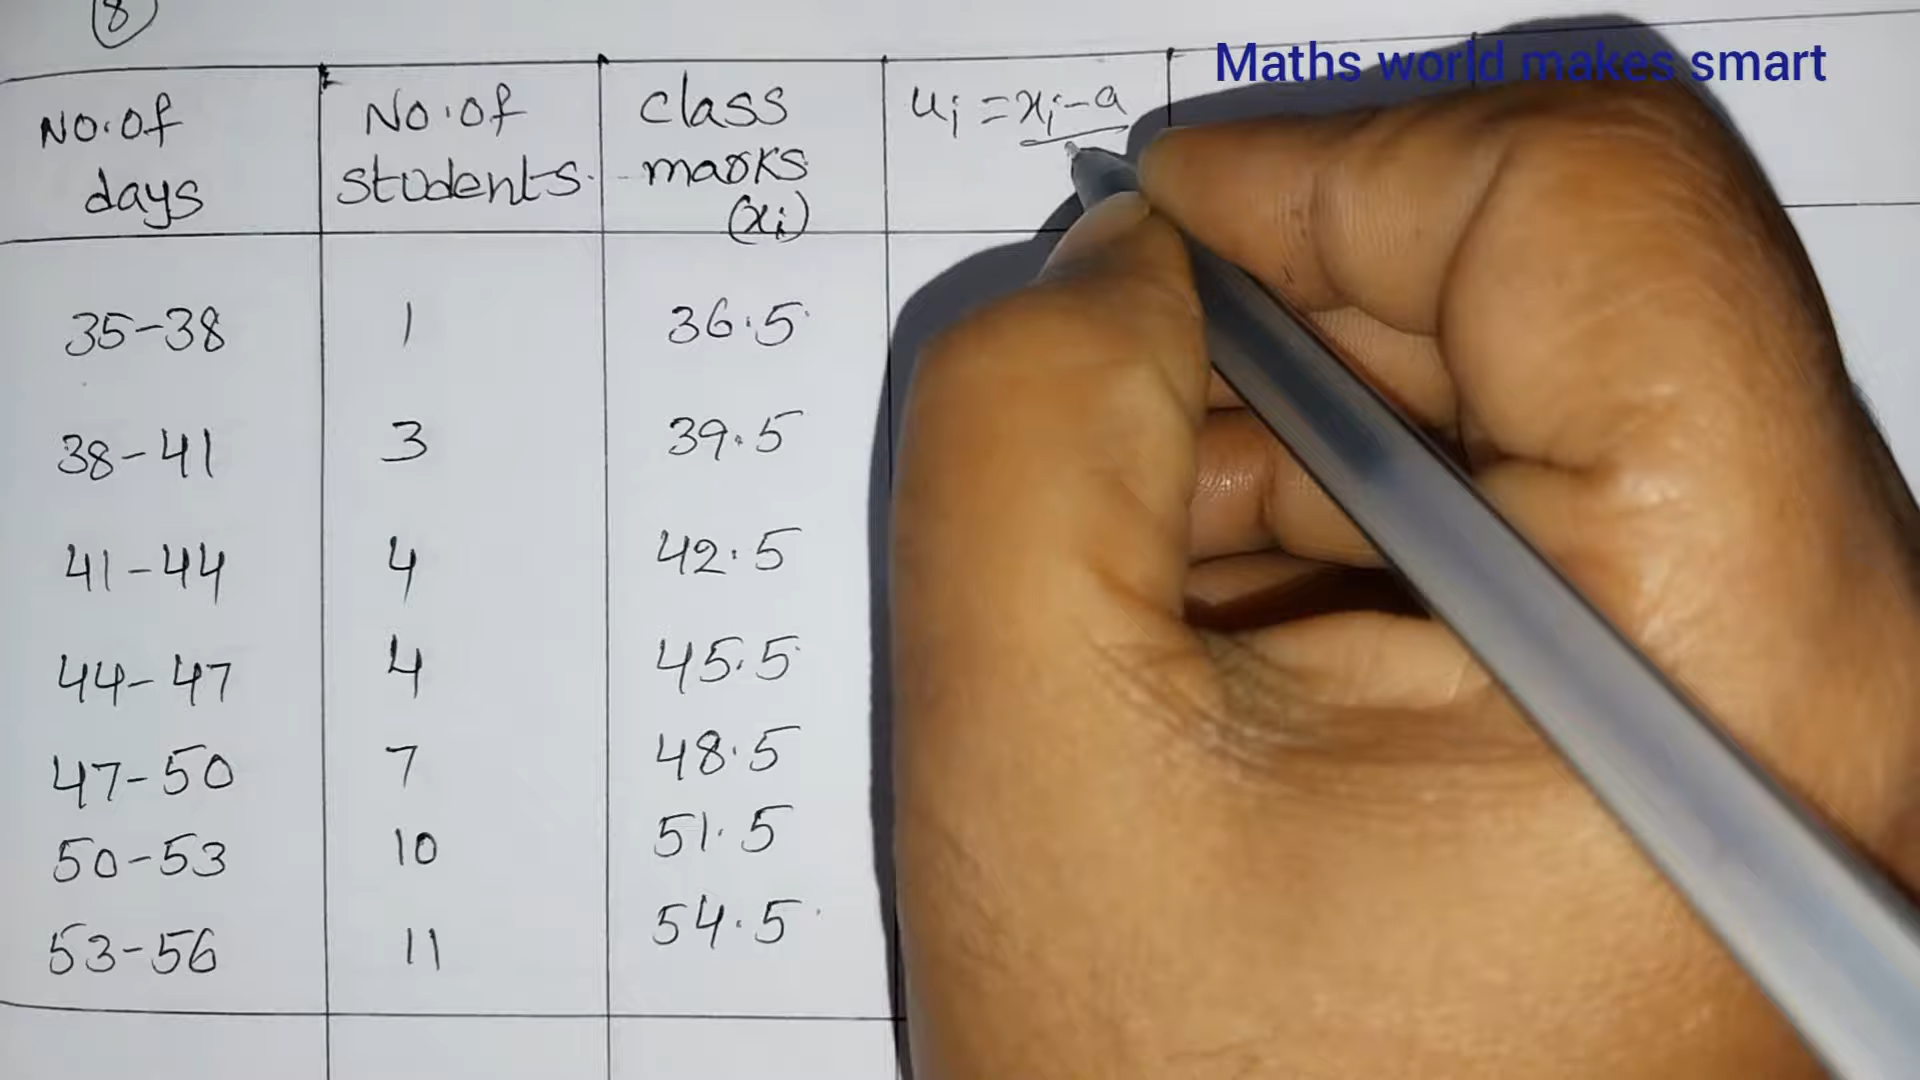 8
Maths world makes smart
No. of days
No. of students.
class marks (xi)
ui = xi-a
35-38 1 36.5
38-41 3 39.5
41-44 4 42.5
44-47 4 45.5
47-50 7 48.5
50-53 10 51.5
53-56 11 54.5